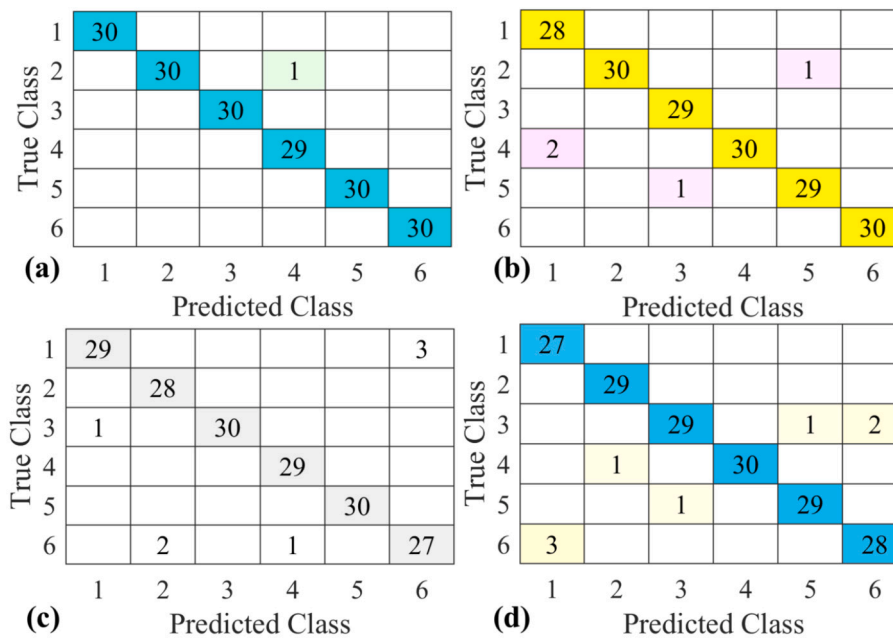 1 30
2 30 1
3 30
4 29
5 30
6 30
True Class
(a) 1 2 3 4 5 6
Predicted Class
1 28
2 30 1
3 29
4 2 30
5 1 29
6 30
True Class
(b) 1 2 3 4 5 6
Predicted Class
1 29 3
2 28
3 1 30
4 29
5 30
6 2 1 27
True Class
(c) 1 2 3 4 5 6
Predicted Class
1 27
2 29
3 29 1 2
4 1 30
5 1 29
6 3 28
True Class
(d) 1 2 3 4 5 6
Predicted Class